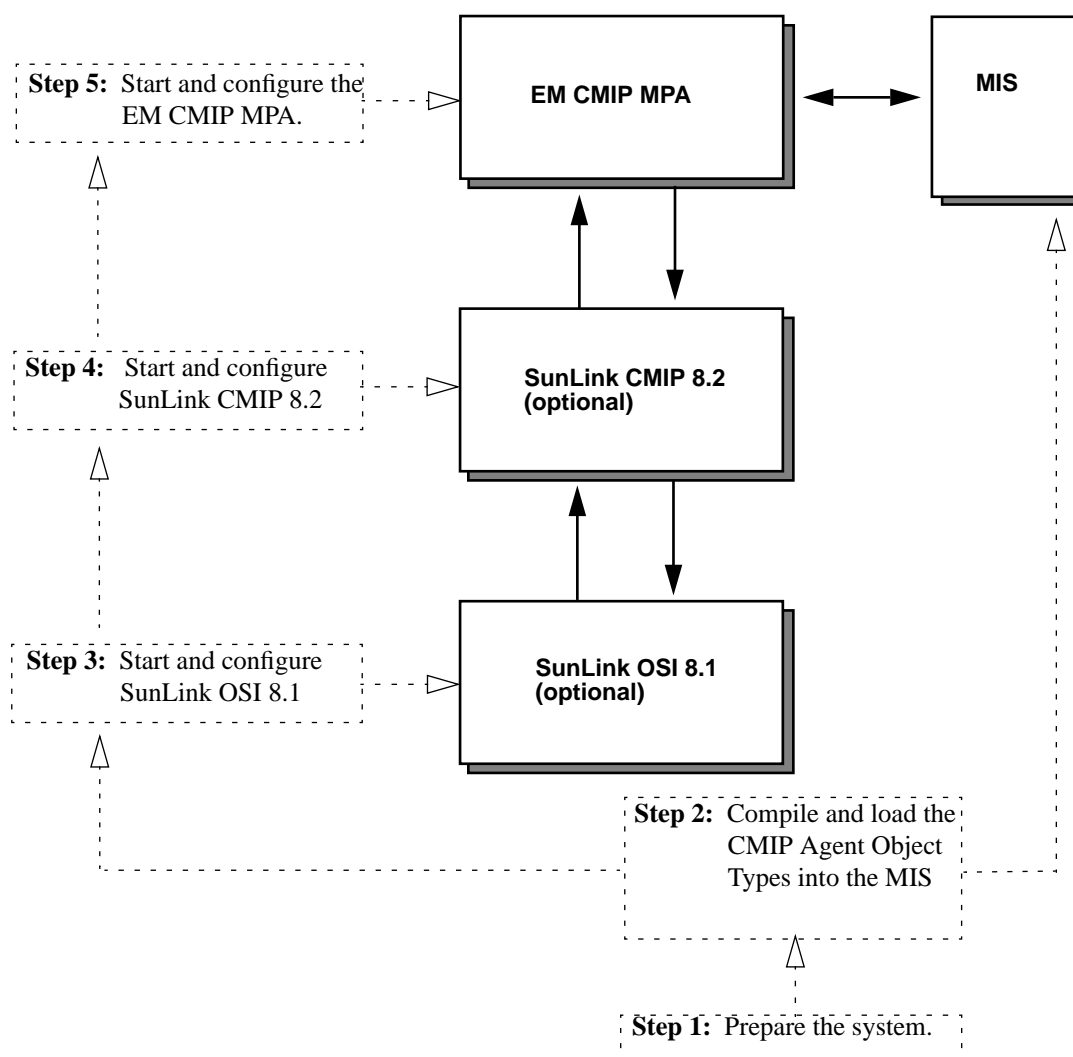 Step 5: Start and configure the
EM CMIP MPA.
EM CMIP MPA
MIS
Step 4: Start and configure
SunLink CMIP 8.2
SunLink CMIP 8.2
(optional)
Step 3: Start and configure
SunLink OSI 8.1
SunLink OSI 8.1
(optional)
Step 2: Compile and load the
CMIP Agent Object
Types into the MIS
Step 1: Prepare the system.